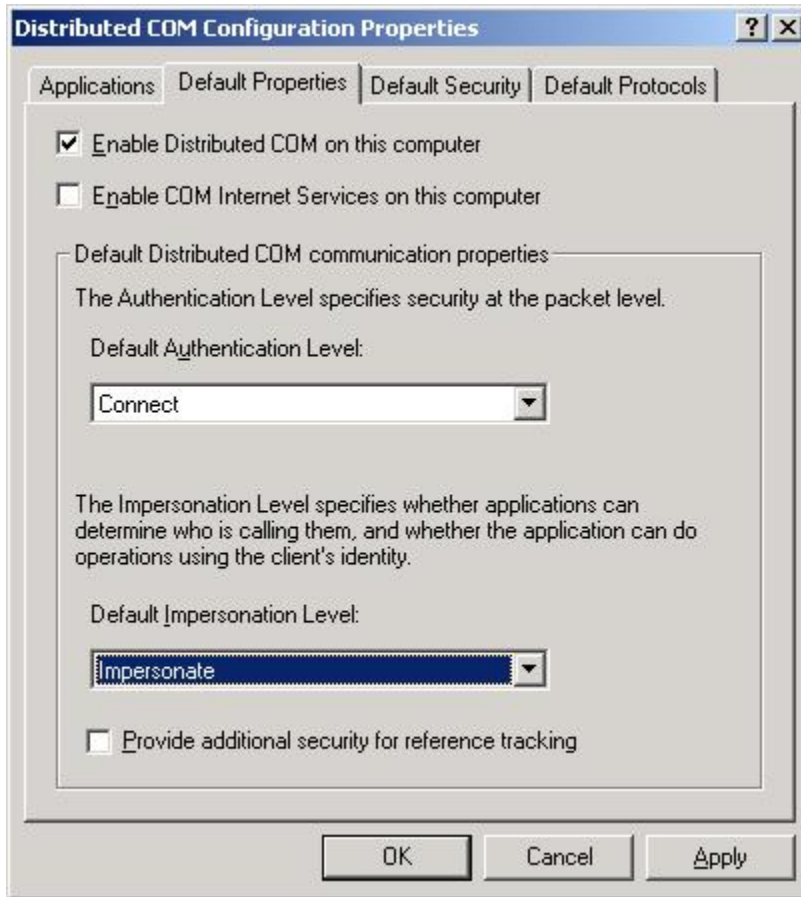 Distributed COM Configuration Properties
Applications Default Properties Default Security Default Protocols
Enable Distributed COM on this computer
Enable COM Internet Services on this computer
Default Distributed COM communication properties
The Authentication Level specifies security at the packet level.
Default Authentication Level:
Connect
The Impersonation Level specifies whether applications can
determine who is calling them, and whether the application can do
operations using the client's identity.
Default Impersonation Level:
Impersonate
Provide additional security for reference tracking
OK Cancel Apply